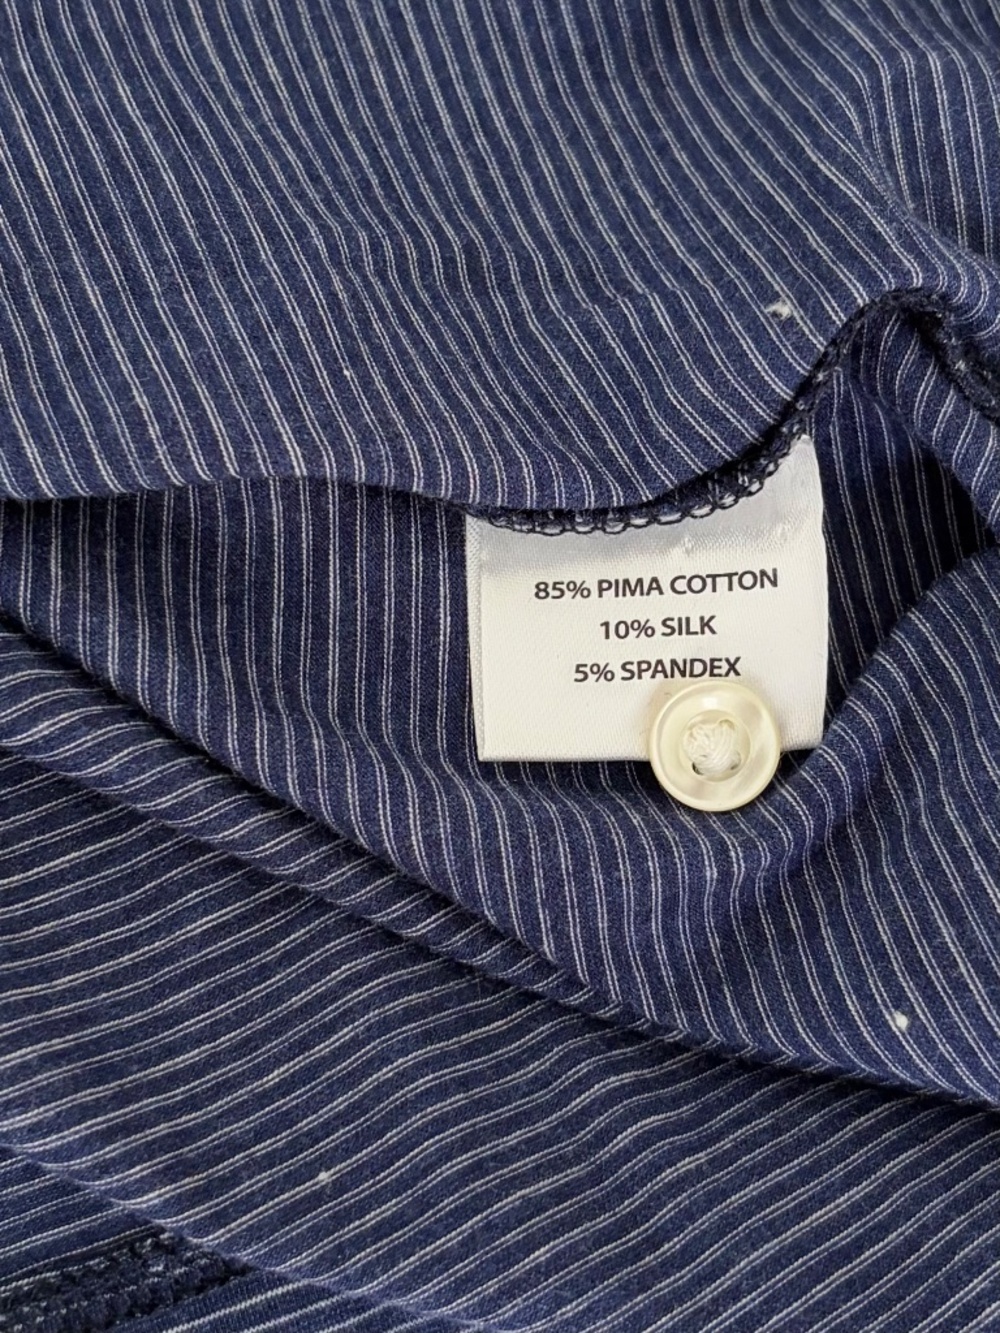 85% PIMA COTTON
10% SILK
5% SPANDEX